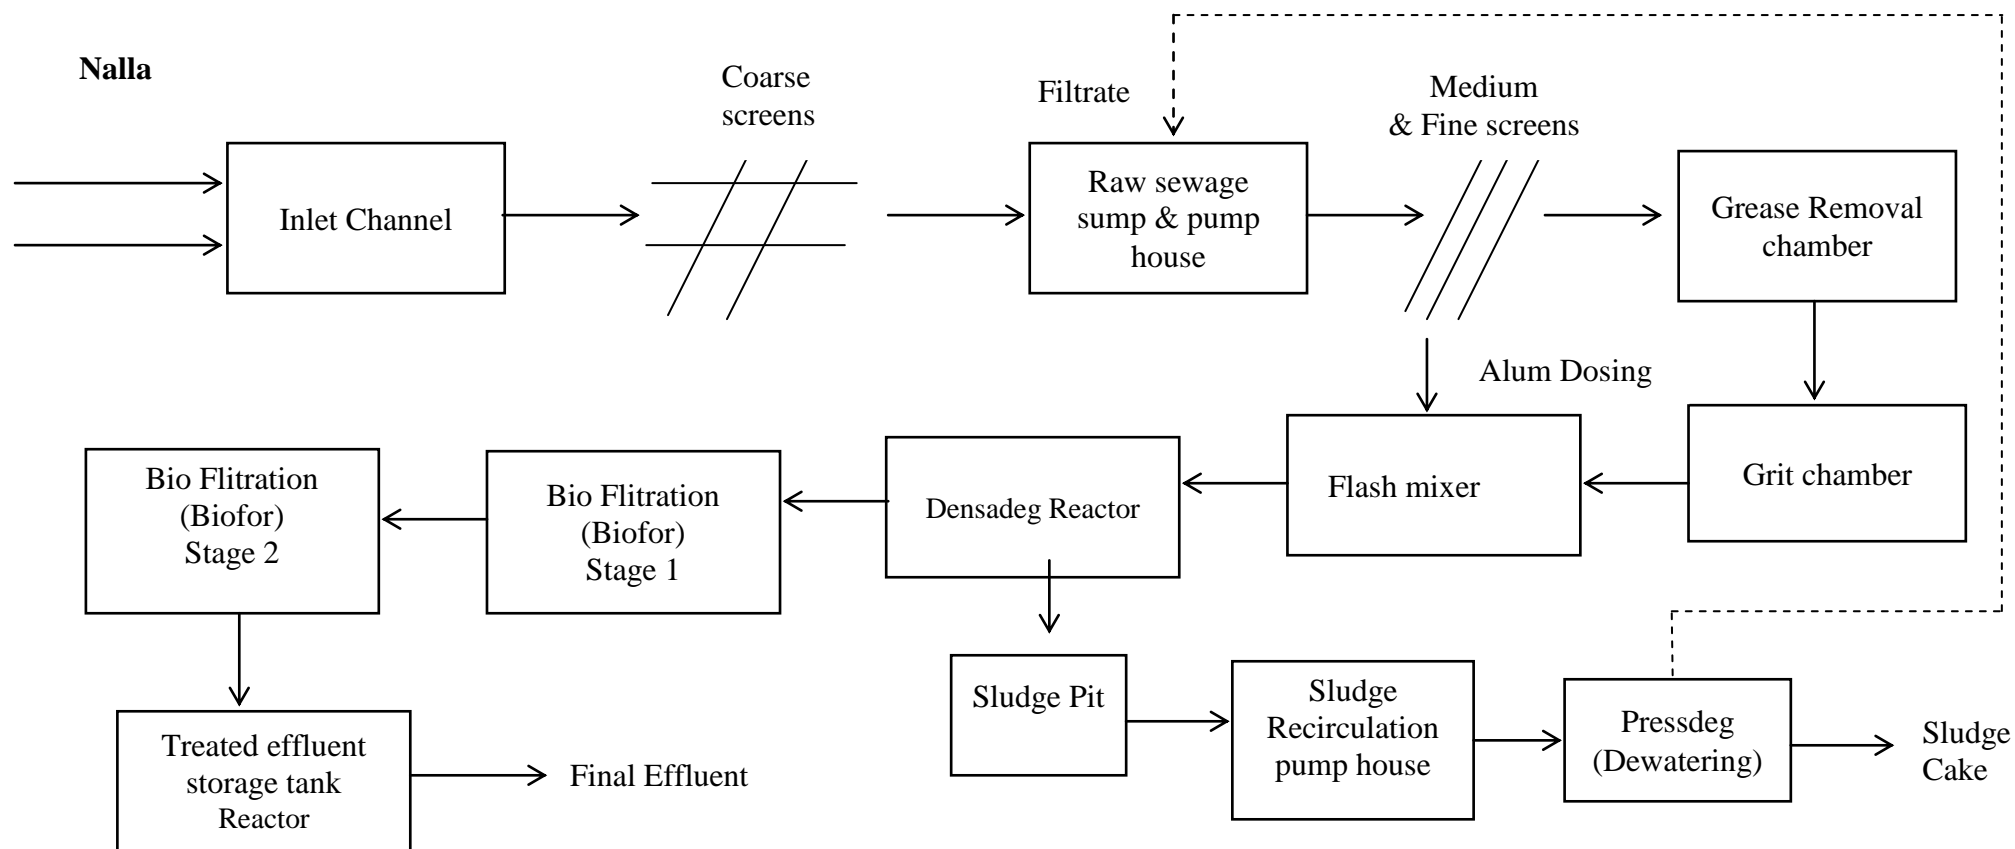 Nalla
Inlet Channel
Coarse
screens
Filtrate
Raw sewage
sump & pump
house
Medium
& Fine screens
Grease Removal
chamber
Alum Dosing
Grit chamber
Flash mixer
Densadeg Reactor
Bio Flitration
(Biofor)
Stage 1
Bio Flitration
(Biofor)
Stage 2
Treated effluent
storage tank
Reactor
Final Effluent
Sludge Pit
Sludge
Recirculation
pump house
Pressdeg
(Dewatering)
Sludge
Cake